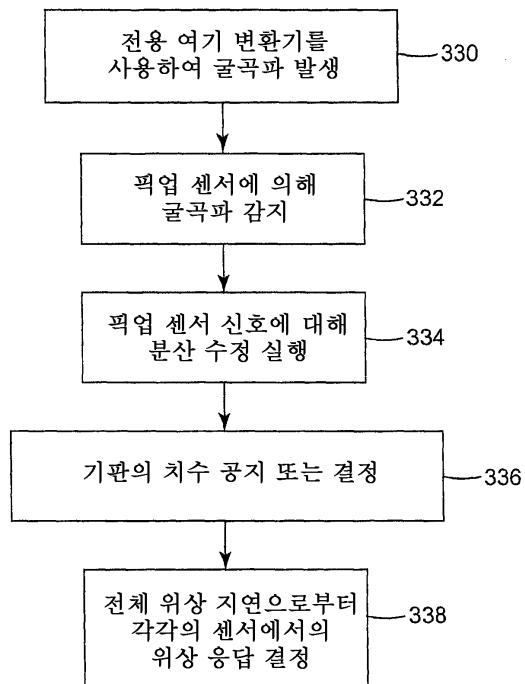 전용 여기 변환기를
사용하여 굴곡파 발생
330
픽업 센서에 의해
굴곡파 감지
332
픽업 센서 신호에 대해
분산 수정 실행
334
기판의 치수 공지 또는 결정
336
전체 위상 지연으로부터
각각의 센서에서의
위상 응답 결정
338